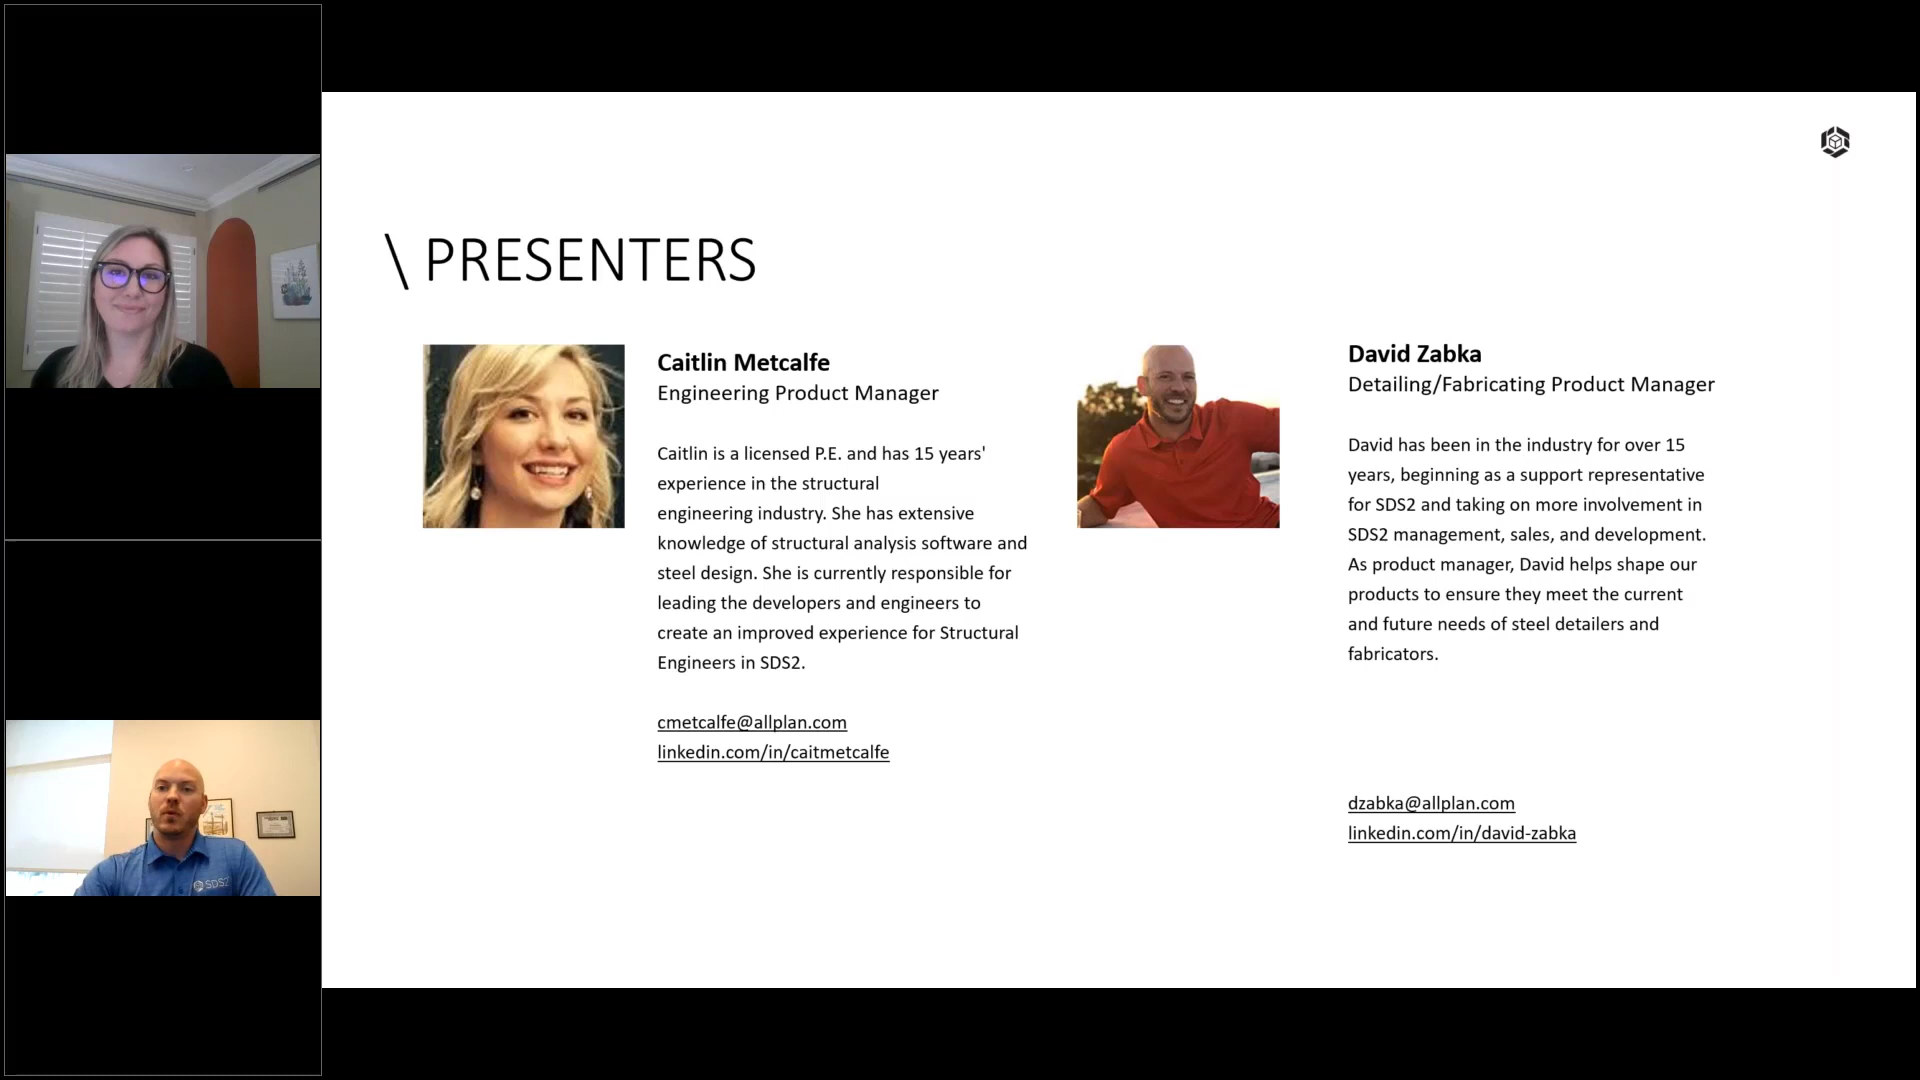 \ PRESENTERS
Caitlin Metcalfe
Engineering Product Manager
Caitlin is a licensed P.E. and has 15 years'
experience in the structural
engineering industry. She has extensive
knowledge of structural analysis software and
steel design. She is currently responsible for
leading the developers and engineers to
create an improved experience for Structural
Engineers in SDS2.
cmetcalfe@allplan.com
linkedin.com/in/caitmetcalfe
David Zabka
Detailing/Fabricating Product Manager
David has been in the industry for over 15
years, beginning as a support representative
for SDS2 and taking on more involvement in
SDS2 management, sales, and development.
As product manager, David helps shape our
products to ensure they meet the current
and future needs of steel detailers and
fabricators.
dzabka@allplan.com
linkedin.com/in/david-zabka
SDS2